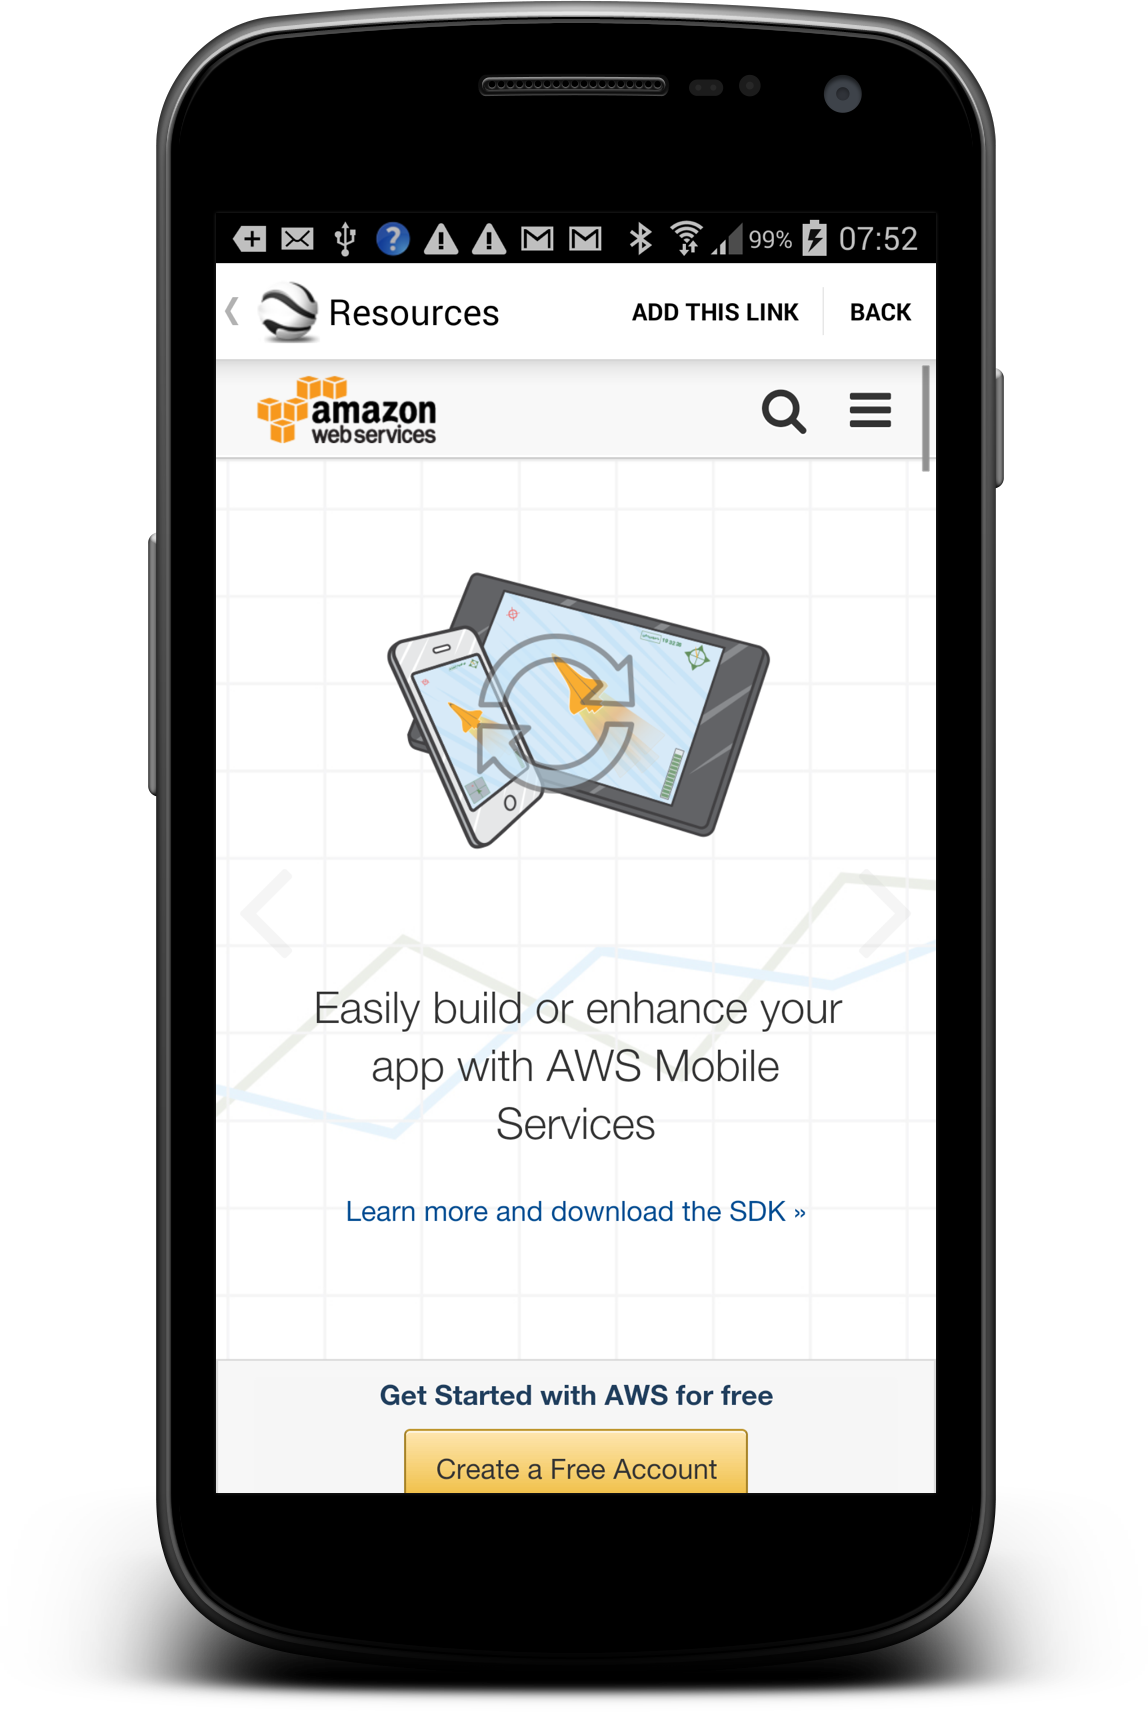 99% 07:52
Resources ADD THIS LINK BACK
amazon
web services
Easily build or enhance your
app with AWS Mobile
Services
Learn more and download the SDK »
Get Started with AWS for free
Create a Free Account